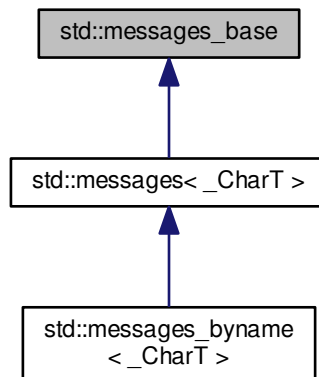 std::messages_base
std::messages< _CharT >
std::messages_byname
< _CharT >